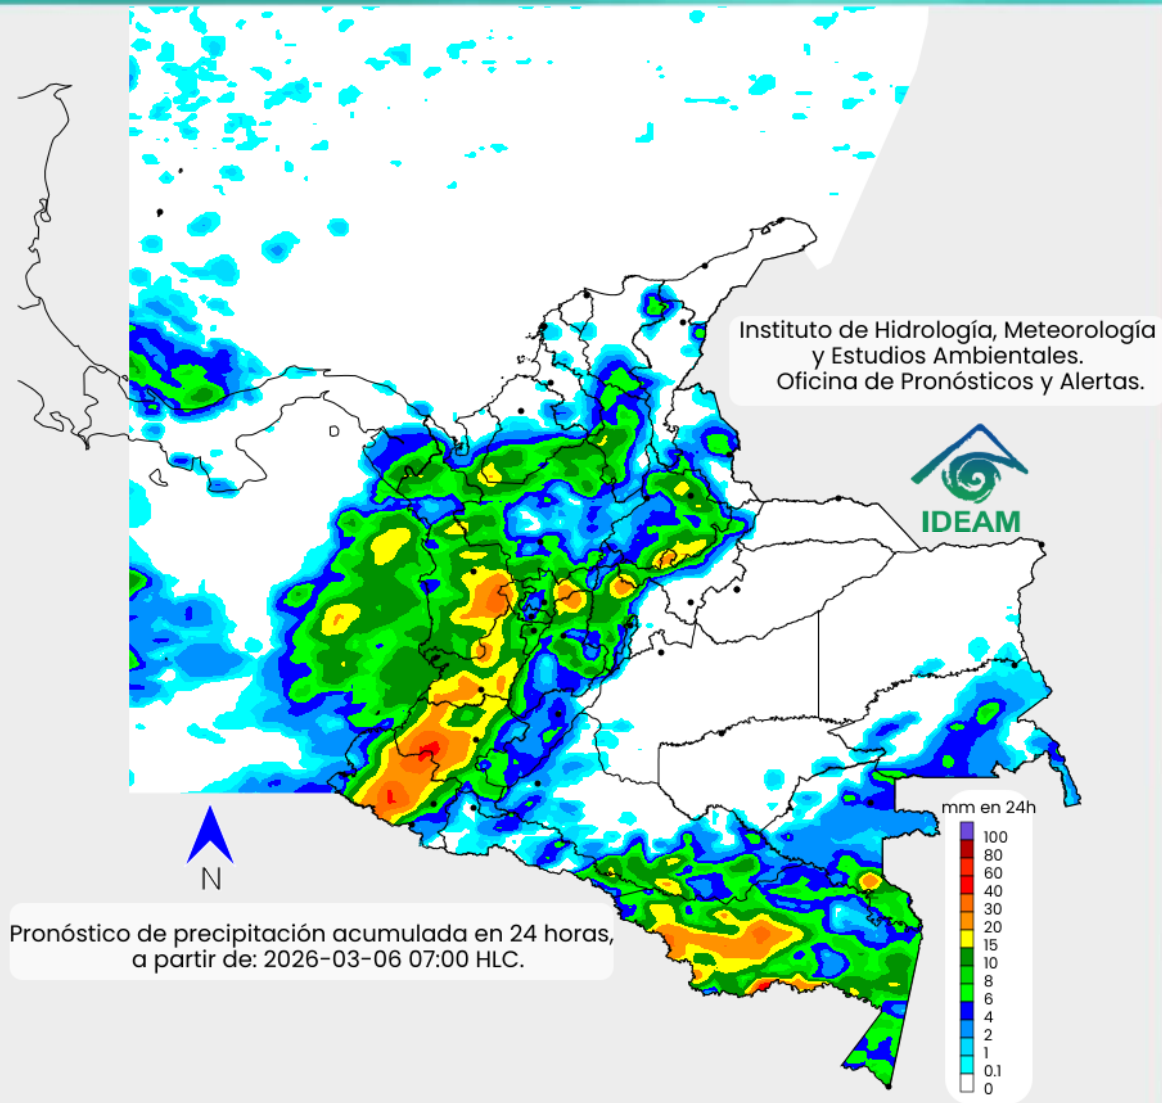 Instituto de Hidrología, Meteorología
y Estudios Ambientales.
Oficina de Pronósticos y Alertas.
IDEAM
mm en 24h
100
80
60
40
30
20
15
10
8
6
4
2
1
0.1
0
N
Pronóstico de precipitación acumulada en 24 horas,
a partir de: 2026-03-06 07:00 HLC.